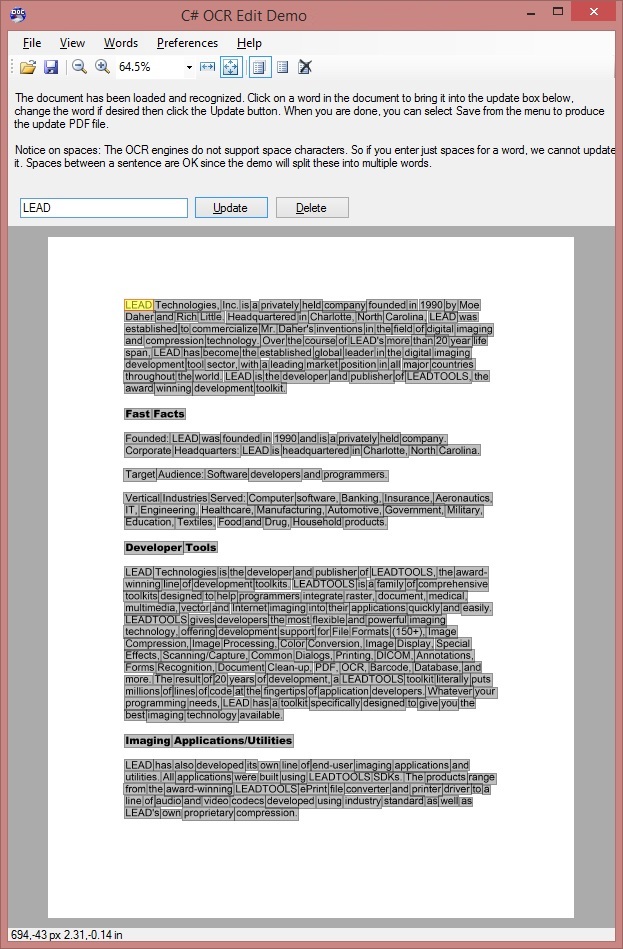 C# OCR Edit Demo
File View Words Preferences Help
64.5%
The document has been loaded and recognized. Click on a word in the document to bring it into the update box below,
change the word if desired then click the Update button. When you are done, you can select Save from the menu to produce
the update PDF file.
Notice on spaces: The OCR engines do not support space characters. So if you enter just spaces for a word, we cannot update
it. Spaces between a sentence are OK since the demo will split these into multiple words.
LEAD Update Delete
LEAD Technologies, Inc. is a privately held company founded in 1990 by Moe
Daher and Rich Little. Headquartered in Charlotte, North Carolina, LEAD was
established to commercialize Mr. Daher's inventions in the field of digital imaging
and compression technology. Over the course of LEAD's more than 20 year life
span, LEAD has become the established global leader in the digital imaging
development tool sector, with a leading market position in all major countries
throughout the world. LEAD is the developer and publisher of LEADTOOLS, the
award winning development toolkit.
Fast Facts
Founded: LEAD was founded in 1990 and is a privately held company.
Corporate Headquarters: LEAD is headquartered in Charlotte, North Carolina.
Target Audience: Software developers and programmers.
Vertical Industries Served: Computer software, Banking, Insurance, Aeronautics,
IT, Engineering, Healthcare, Manufacturing, Automotive, Government, Military,
Education, Textiles, Food and Drug, Household products.
Developer Tools
LEAD Technologies is the developer and publisher of LEADTOOLS, the award-
winning line of development toolkits. LEADTOOLS is a family of comprehensive
toolkits designed to help programmers integrate raster, document, medical,
multimedia, vector and Internet imaging into their applications quickly and easily.
LEADTOOLS gives developers the most flexible and powerful imaging
technology, offering development support for File Formats (150+), Image
Compression, Image Processing, Color Conversion, Image Display, Special
Effects, Scanning/Capture, Common Dialogs, Printing, DICOM, Annotations,
Forms Recognition, Document Clean-up, PDF, OCR, Barcode, Database, and
more. The result of 20 years of development, a LEADTOOLS toolkit literally puts
millions of lines of code at the fingertips of application developers. Whatever your
programming needs, LEAD has a toolkit specifically designed to give you the
best imaging technology available.
Imaging Applications/Utilities
LEAD has also developed its own line of end-user imaging applications and
utilities. All applications were built using LEADTOOLS SDKs. The products range
from the award-winning LEADTOOLS ePrint file converter and printer driver to a
line of audio and video codecs developed using industry standard as well as
LEAD's own proprietary compression.
694,-43 px 2.31,-0.14 in